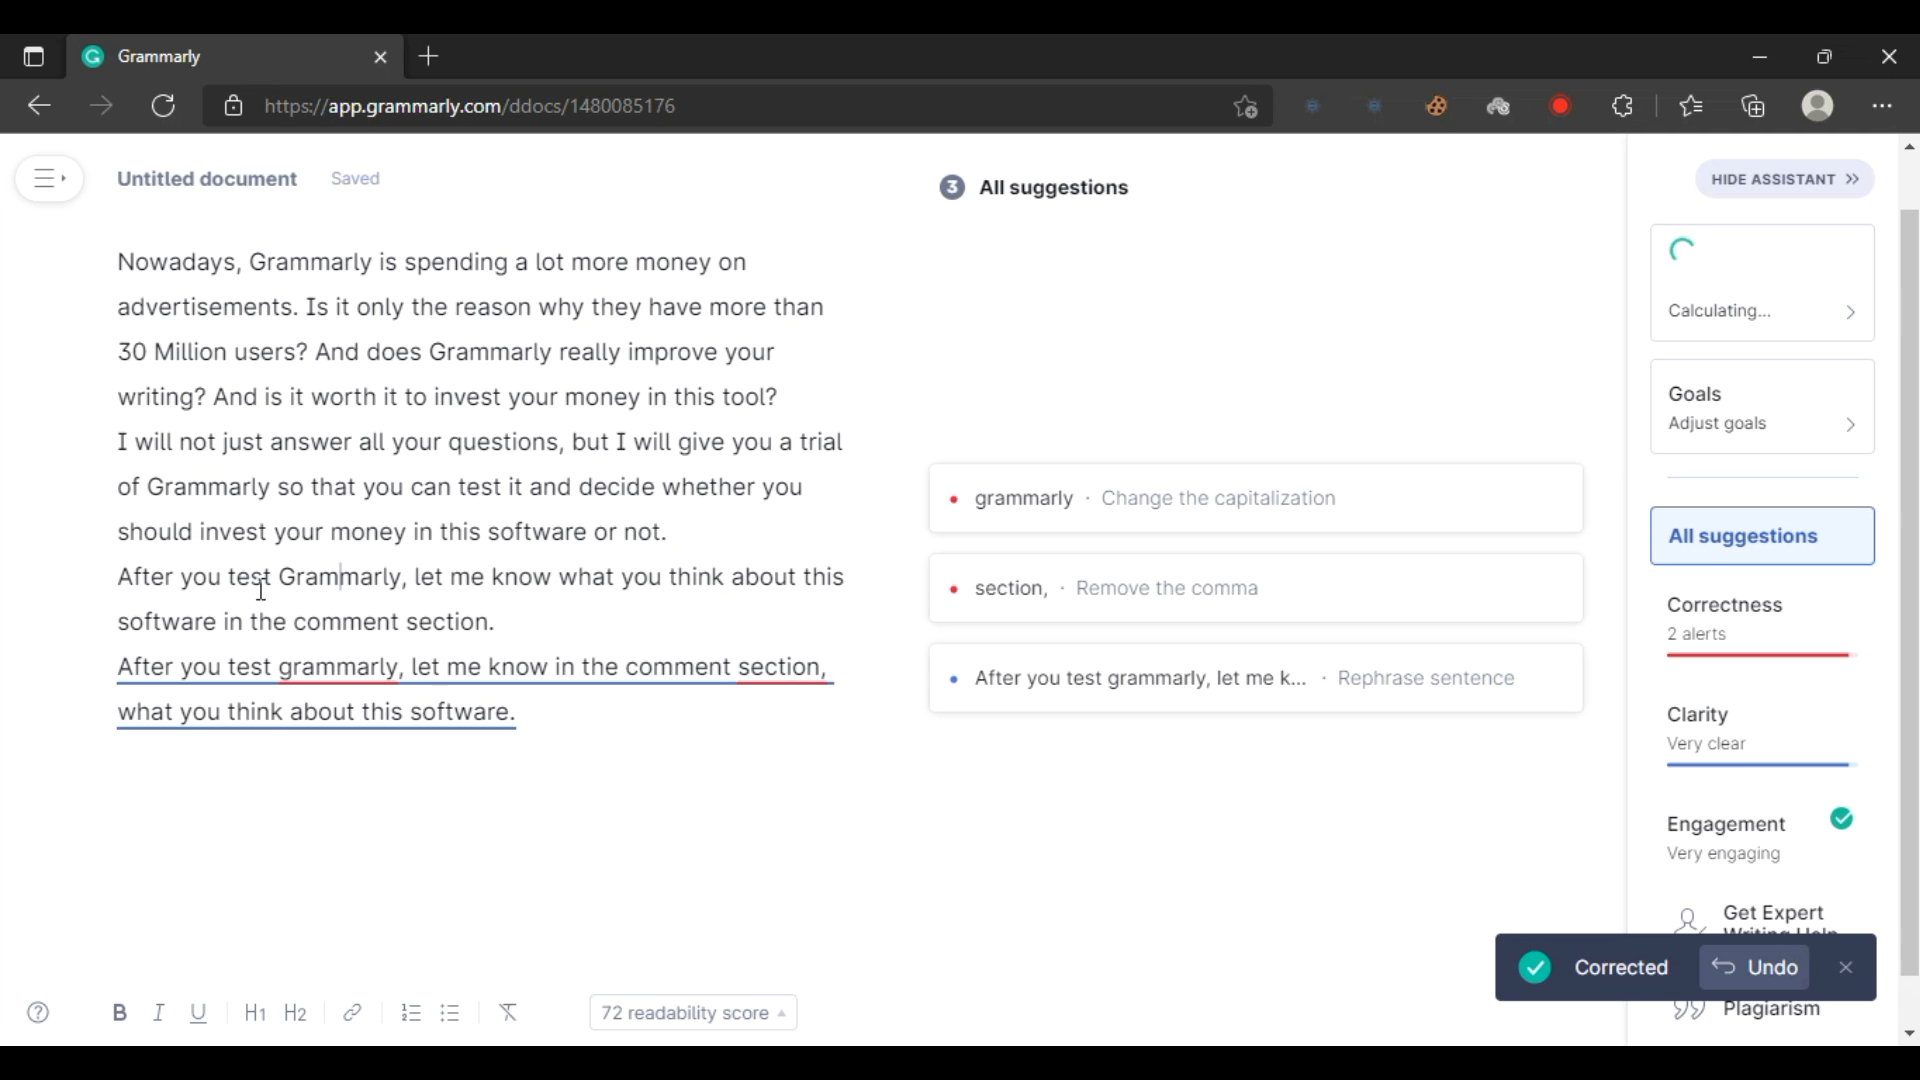 Grammarly
https://app.grammarly.com/ddocs/1480085176
Untitled document Saved
3 All suggestions
HIDE ASSISTANT
Nowadays, Grammarly is spending a lot more money on
advertisements. Is it only the reason why they have more than
30 Million users? And does Grammarly really improve your
writing? And is it worth it to invest your money in this tool?
I will not just answer all your questions, but I will give you a trial
of Grammarly so that you can test it and decide whether you
should invest your money in this software or not.
After you test Grammarly, let me know what you think about this
software in the comment section.
After you test grammarly, let me know in the comment section,
what you think about this software.
grammarly · Change the capitalization
section, · Remove the comma
After you test grammarly, let me k... · Rephrase sentence
Calculating...
Goals
Adjust goals
All suggestions
Correctness
2 alerts
Clarity
Very clear
Engagement
Very engaging
Get Expert
Writing Help
Corrected Undo
Plagiarism
B I U H1 H2
72 readability score